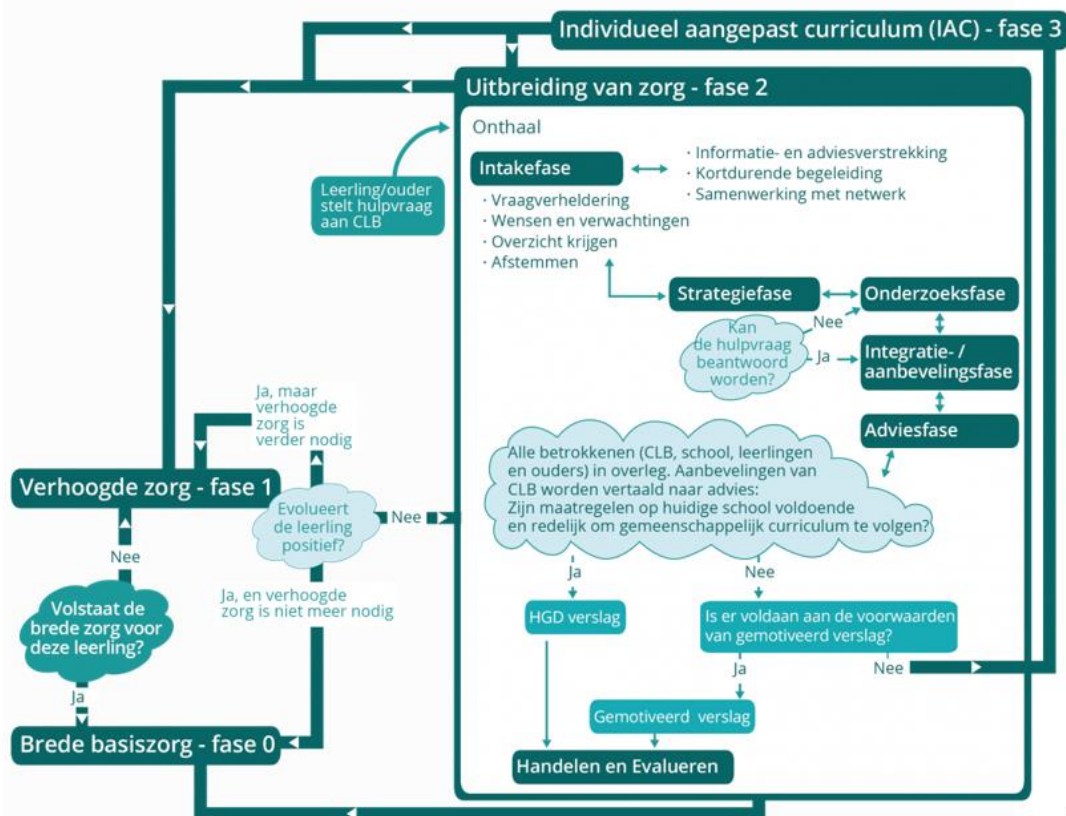 Individueel aangepast curriculum (IAC) - fase 3
Uitbreiding van zorg - fase 2
Onthaal
Intakefase
· Informatie- en adviesverstrekking
· Kortdurende begeleiding
· Samenwerking met netwerk
Leerling/ouder
stelt hulpvraag
aan CLB
· Vraagverheldering
· Wensen en verwachtingen
· Overzicht krijgen
· Afstemmen
Strategiefase
Onderzoeksfase
Nee
Kan
de hulpvraag
beantwoord
worden?
Ja
Integratie- /
aanbevelingsfase
Adviesfase
Ja, maar
verhoogde
zorg is
verder nodig
Alle betrokkenen (CLB, school, leerlingen
en ouders) in overleg. Aanbevelingen van
CLB worden vertaald naar advies:
Zijn maatregelen op huidige school voldoende
en redelijk om gemeenschappelijk curriculum te volgen?
Verhoogde zorg - fase 1
Evolueert
de leerling
positief?
Nee
Nee
Ja
Nee
Ja, en verhoogde
zorg is niet meer nodig
Volstaat de
brede zorg voor
deze leerling?
HGD verslag
Is er voldaan aan de voorwaarden
van gemotiveerd verslag?
Ja
Nee
Ja
Gemotiveerd verslag
Brede basiszorg - fase 0
Handelen en Evalueren